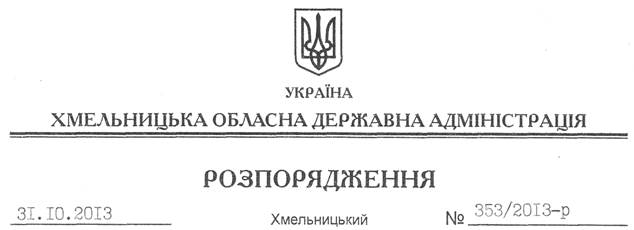 УКРАЇНА
ХМЕЛЬНИЦЬКА ОБЛАСНА ДЕРЖАВНА АДМІНІСТРАЦІЯ
РОЗПОРЯДЖЕННЯ
31.10.2013 Хмельницький № 353/2013-р